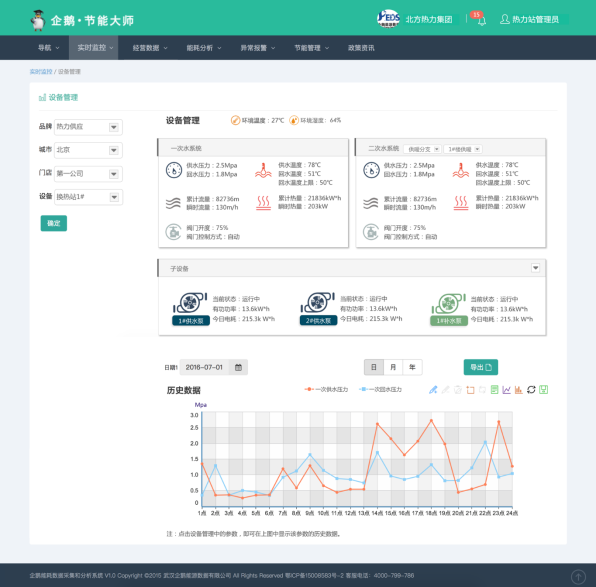 企鹅·节能大师
YEDS
北方热力集团
15
热力站管理员
导航 实时监控 经营数据 能耗分析 异常报警 节能管理 政策资讯
实时监控 / 设备管理
设备管理
品牌 热力供应
城市 北京
门店 第一公司
设备 换热站1#
确定
设备管理 环境温度：27℃ 环境湿度：64%
一次水系统
供水压力：2.5Mpa
回水压力：1.8Mpa
供水温度：78℃
回水温度：51℃
回水温度上限：50℃
累计流量：82736m
瞬时流量：130m/h
累计热量：21836kW*h
瞬时热量：203kW
阀门开度：75%
阀门控制方式：自动
二次水系统 供暖分支 1#楼供暖
供水压力：2.5Mpa
回水压力：1.8Mpa
供水温度：78℃
回水温度：51℃
回水温度上限：50℃
累计流量：82736m
瞬时流量：130m/h
累计热量：21836kW*h
瞬时热量：203kW
阀门开度：75%
阀门控制方式：自动
子设备
1#供水泵
当前状态：运行中
有功功率：13.6kW*h
今日电耗：215.3k W*h
2#供水泵
当前状态：运行中
有功功率：13.6kW*h
今日电耗：215.3k W*h
1#补水泵
当前状态：运行中
有功功率：13.6kW*h
今日电耗：215.3k W*h
日期1 2016-07-01 日 月 年 导出
历史数据 一次供水压力 一次回水压力
Mpa
3.0
2.5
2.0
1.5
1.0
0.5
0
1点 2点 3点 4点 5点 6点 7点 8点 9点 10点 11点 12点 13点 14点 15点 16点 17点 18点 19点 20点 21点 22点 23点 24点
注：点击设备管理中的参数，即可在上图中显示该参数的历史数据。
企鹅能耗数据采集和分析系统 V1.0 Copyright ©2015 武汉企鹅能源数据有限公司 All Rights Reserved 鄂ICP备15006583号-2 客服电话：4000-799-786